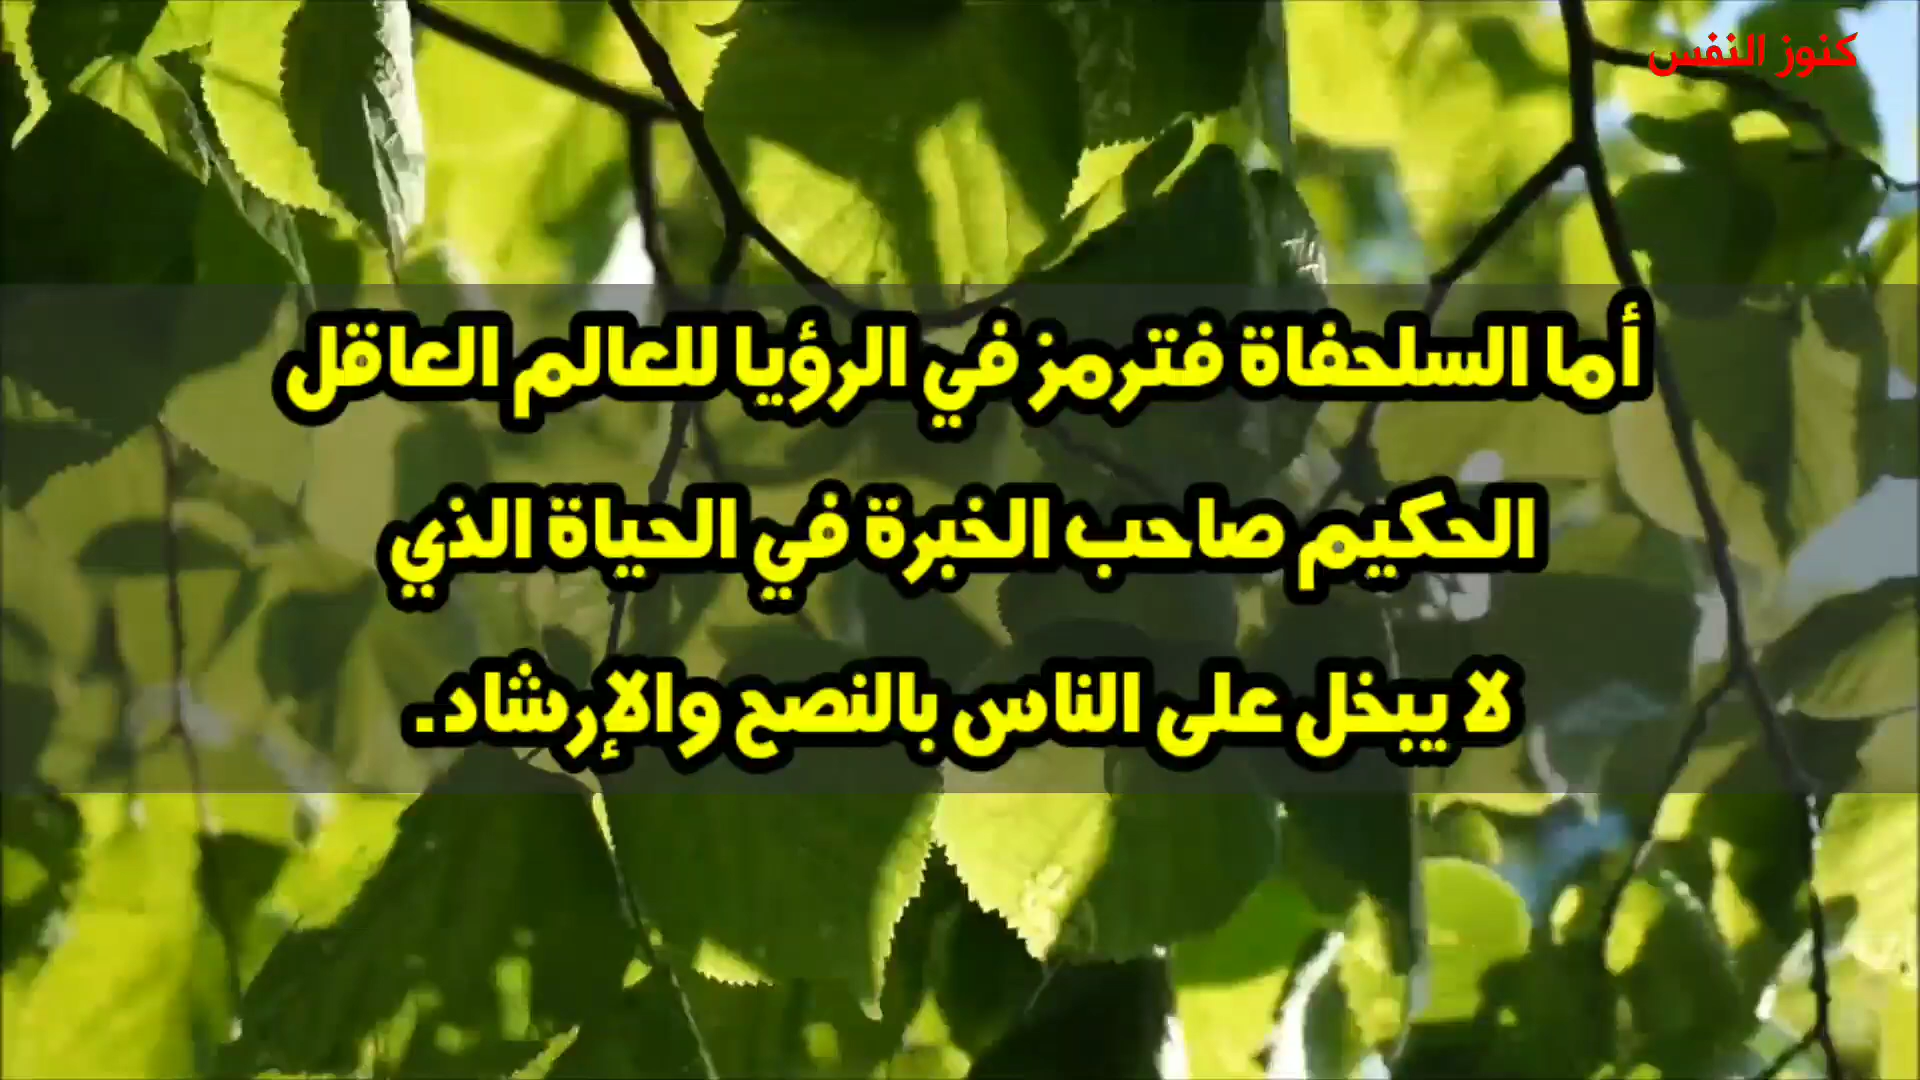 كنوز النفس
أما السلحفاة فترمز في الرؤيا للعالم العاقل
الحكيم صاحب الخبرة في الحياة الذي
لا يبخل على الناس بالنصح والإرشاد.